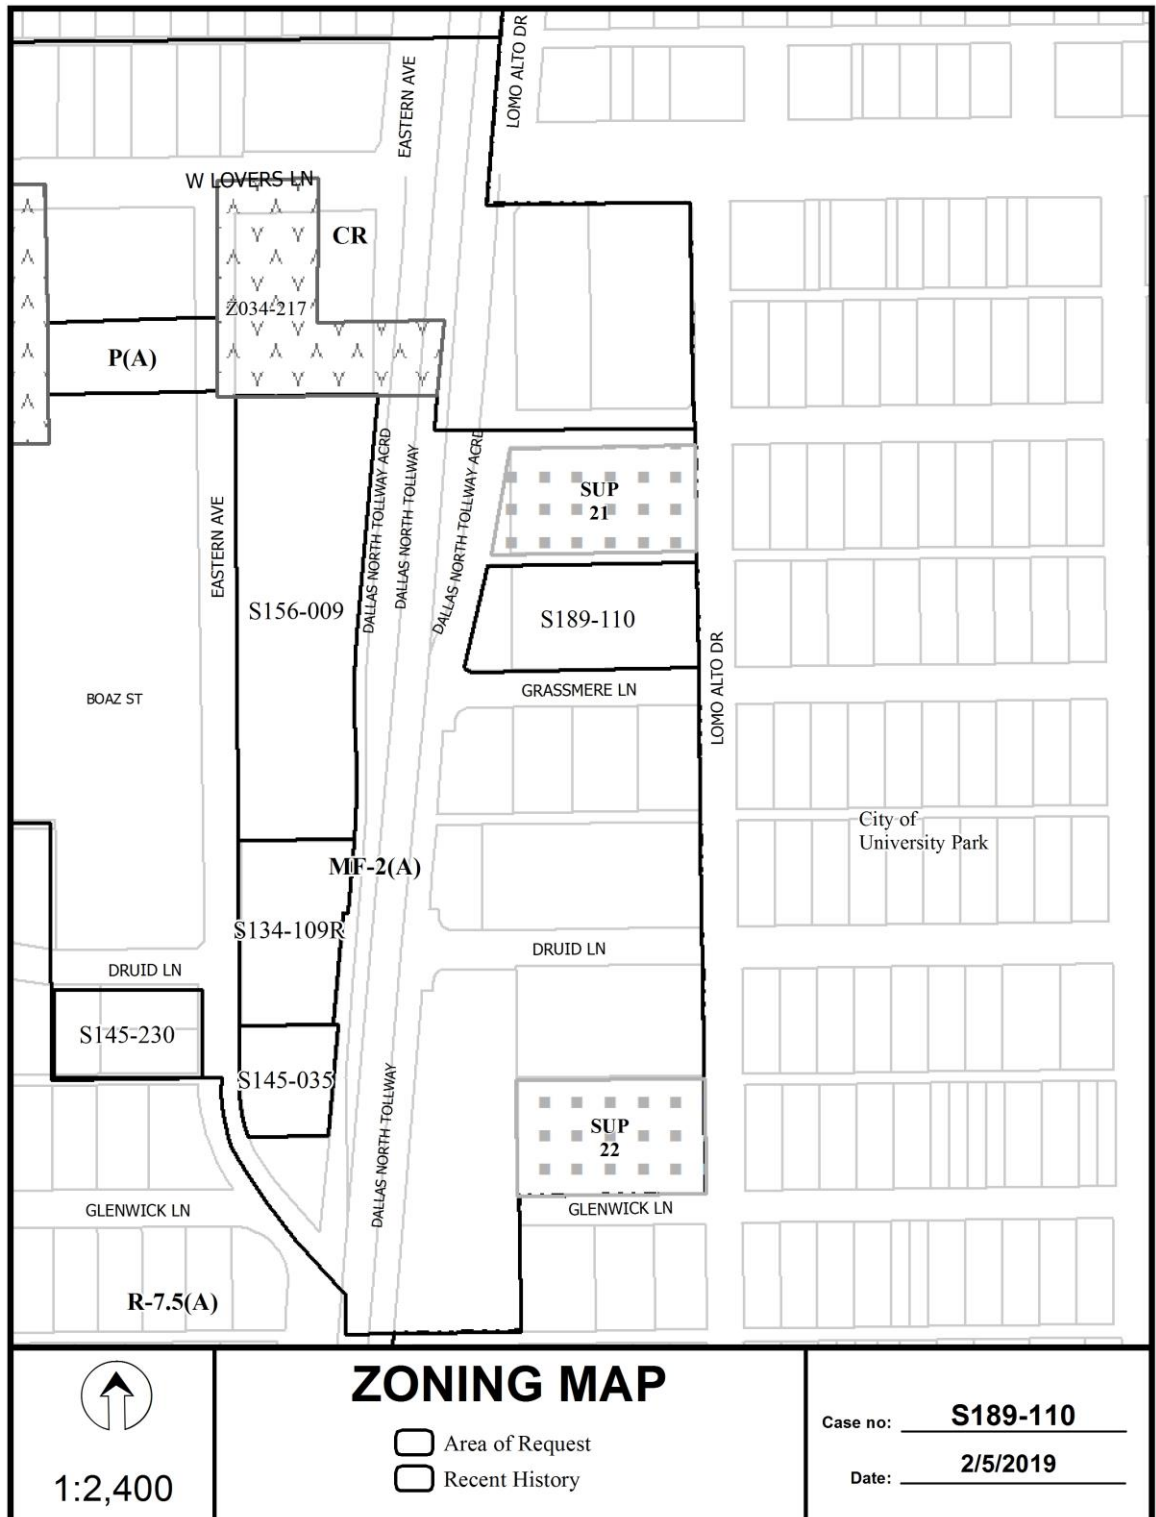 LOMO ALTO DR
EASTERN AVE
W LOVERS LN
CR
Z034-217
P(A)
DALLAS NORTH TOLLWAY ACRD
DALLAS NORTH TOLLWAY
DALLAS NORTH TOLLWAY ACRD
SUP
21
EASTERN AVE
S156-009
S189-110
BOAZ ST
GRASSMERE LN
LOMO ALTO DR
City of
University Park
MF-2(A)
S134-109R
DRUID LN
DRUID LN
S145-230
S145-035
DALLAS NORTH TOLLWAY
SUP
22
GLENWICK LN
GLENWICK LN
R-7.5(A)
1:2,400
ZONING MAP
Area of Request
Recent History
Case no: S189-110
Date: 2/5/2019